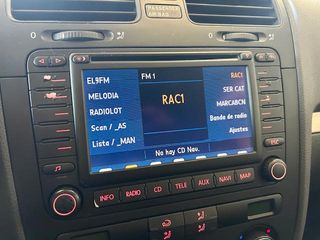 PASSENGER
AIR BAG
FM 1
EL9FM
MELODIA
RADIOLOT
Scan / _AS
Lista / _MAN
RAC1
RAC1
SER CAT
MARCABCN
Banda de radio
Ajustes
No hay CD Nav.
ESC
INFO
RADIO
CD
TELE
AUX
NAVI
MAP